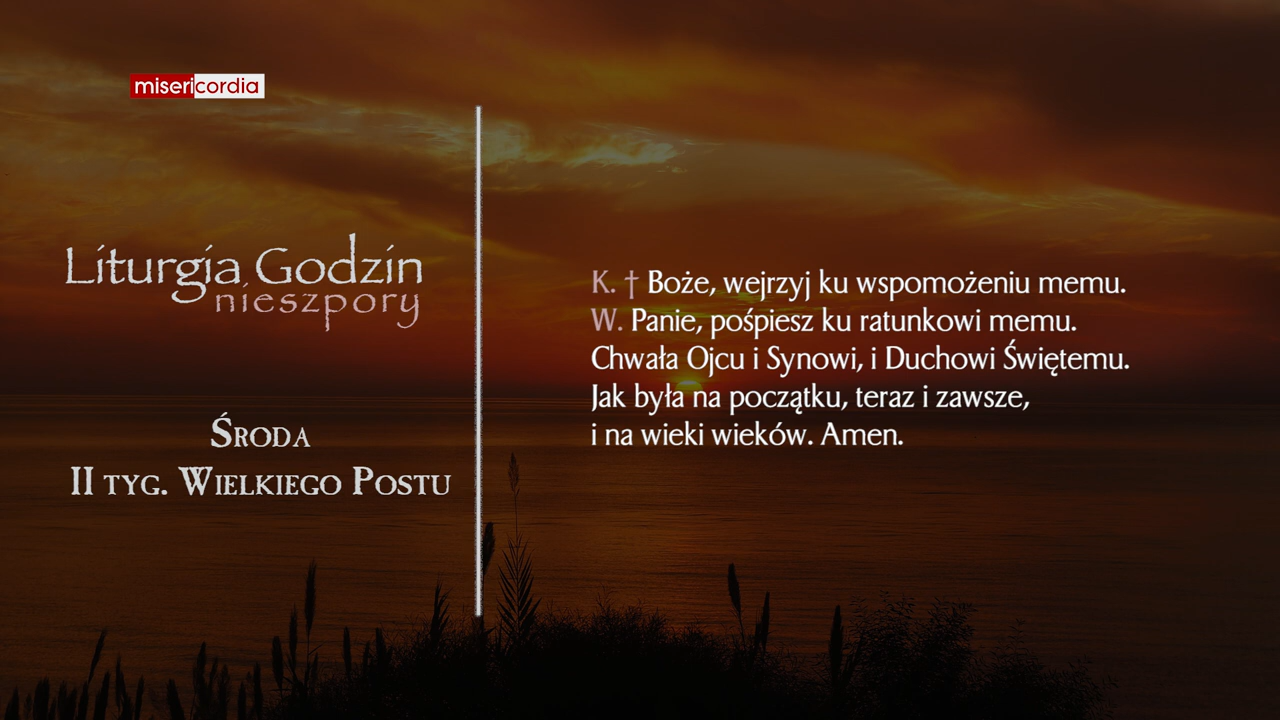 misericordia
Liturgia Godzin
nieszpory
Środa
II tyg. Wielkiego Postu
K. † Boże, wejrzyj ku wspomożeniu memu.
W. Panie, pośpiesz ku ratunkowi memu.
Chwała Ojcu i Synowi, i Duchowi Świętemu.
Jak była na początku, teraz i zawsze,
i na wieki wieków. Amen.